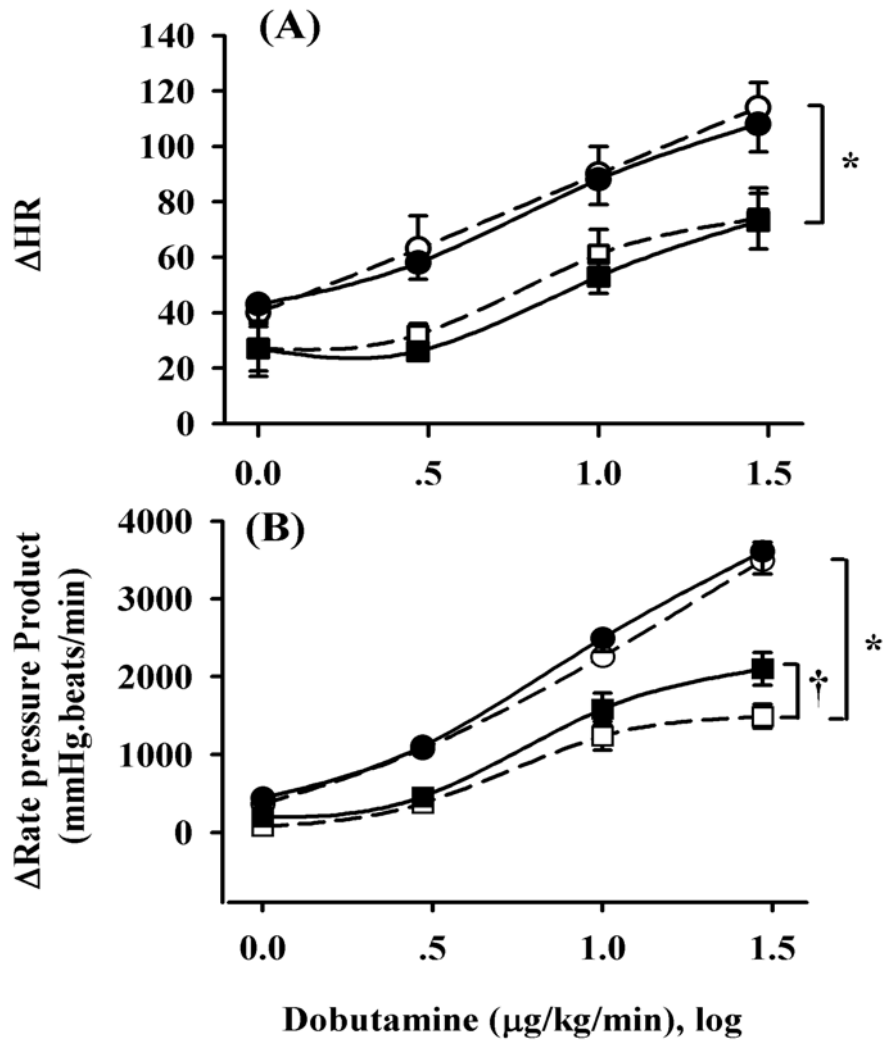 (A)
140
120
100
80
60
40
20
0
ΔHR
*
0.0 .5 1.0 1.5
(B)
4000
3000
2000
1000
0
ΔRate pressure Product
(mmHg.beats/min)
*
†
0.0 .5 1.0 1.5
Dobutamine (μg/kg/min), log